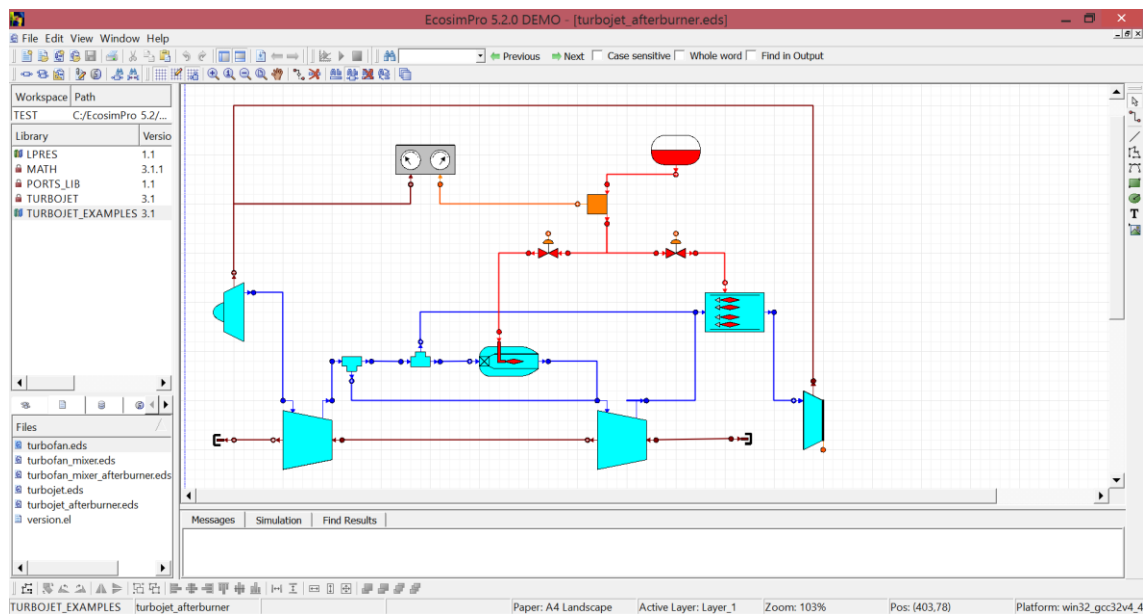 EcosimPro 5.2.0 DEMO - [turbojet_afterburner.eds]
File Edit View Window Help
Previous Next Case sensitive Whole word Find in Output
Workspace Path
TEST C:/EcosimPro 5.2/...
Library Versio
LPRES 1.1
MATH 3.1.1
PORTS_LIB 1.1
TURBOJET 3.1
TURBOJET_EXAMPLES 3.1
Files
turbofan.eds
turbofan_mixer.eds
turbofan_mixer_afterburner.eds
turbojet.eds
turbojet_afterburner.eds
version.el
Messages Simulation Find Results
TURBOJET_EXAMPLES turbojet_afterburner Paper: A4 Landscape Active Layer: Layer_1 Zoom: 103% Pos: (403,78) Platform: win32_gcc32v4_4